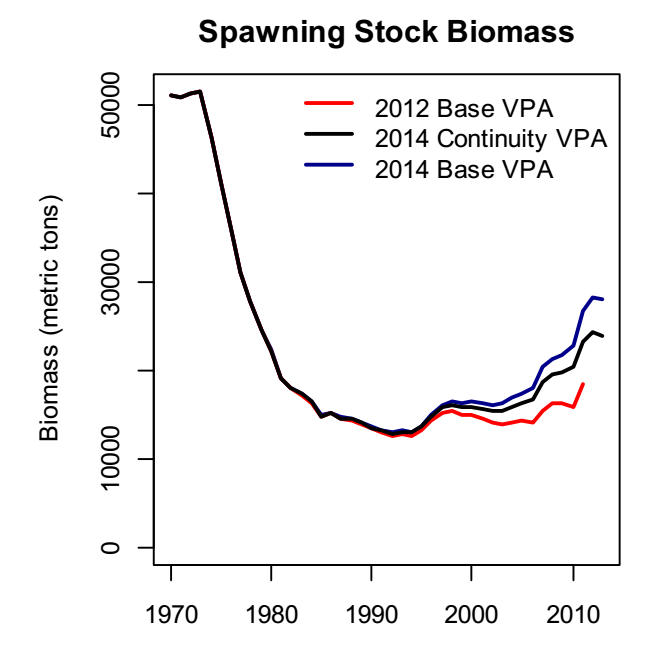 Spawning Stock Biomass
2012 Base VPA
2014 Continuity VPA
2014 Base VPA
Biomass (metric tons)
50000
30000
10000
0
1970 1980 1990 2000 2010